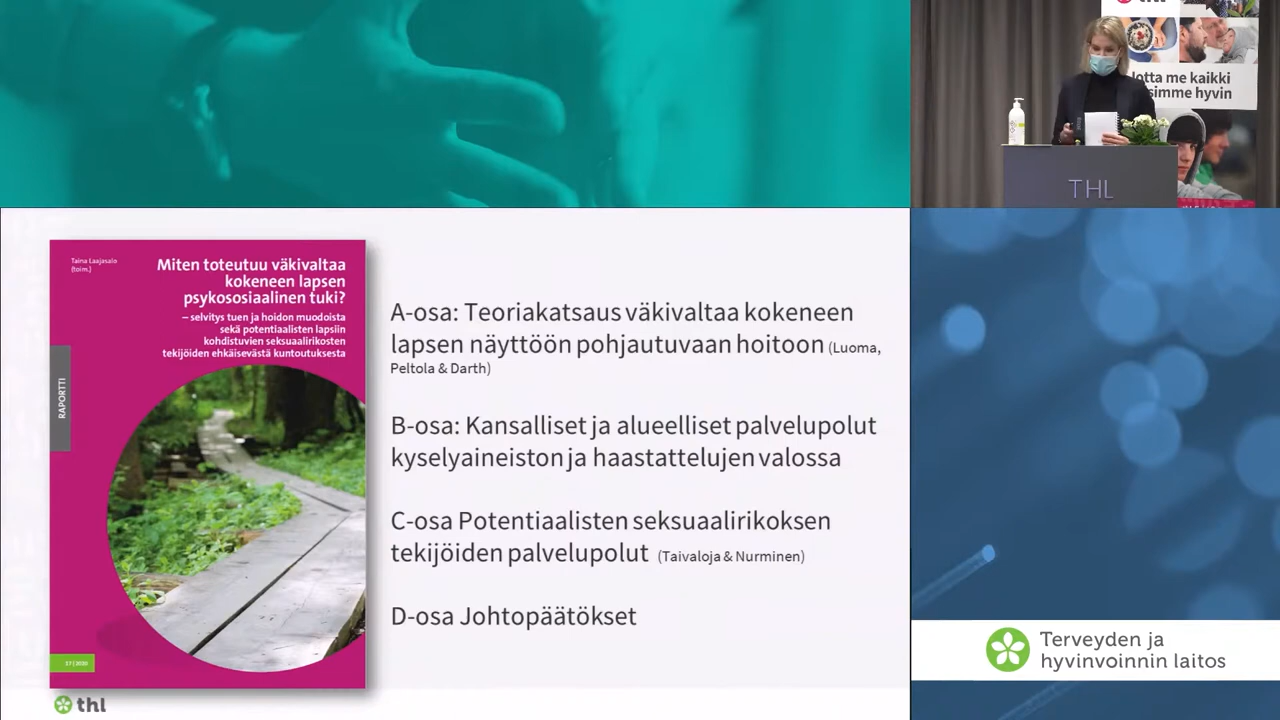 thl
Jotta me kaikki
simme hyvin
THL
Taina Laajasalo
(toim.)
Miten toteutuu väkivaltaa
kokeneen lapsen
psykososiaalinen tuki?
– selvitys tuen ja hoidon muodoista
sekä potentiaalisten lapsiin
kohdistuvien seksuaalirikosten
tekijöiden ehkäisevästä kuntoutuksesta
RAPORTTI
17 | 2020
thl
A-osa: Teoriakatsaus väkivaltaa kokeneen
lapsen näyttöön pohjautuvaan hoitoon (Luoma,
Peltola & Darth)
B-osa: Kansalliset ja alueelliset palvelupolut
kyselyaineiston ja haastattelujen valossa
C-osa Potentiaalisten seksuaalirikoksen
tekijöiden palvelupolut (Taivaloja & Nurminen)
D-osa Johtopäätökset
Terveyden ja
hyvinvoinnin laitos